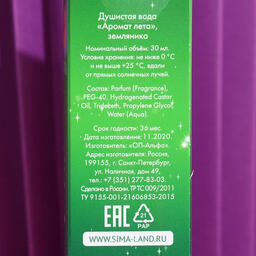 Душистая вода
«Аромат лета»,
земляника
Номинальный объём: 30 мл.
Условия хранения: не ниже 0 °C
и не выше +25 °C, вдали
от прямых солнечных лучей.
Состав: Parfum (Fragrance),
PEG-40, Hydrogenated Castor
Oil, Trideceth, Propylene Glycol,
Water (Aqua).
Срок годности: 36 мес.
Дата изготовления: 11.2020
Изготовитель: «ОП-Альфа»
Адрес изготовителя: Россия,
199155, г. Санкт-Петербург,
ул. Наличная, дом 49,
тел.: +7 (351) 277-83-03.
Сделано в России. ТР ТС 009/2011
ТУ 9155-001-21606853-2015
EAC
21
PAP
WWW.SIMA-LAND.RU